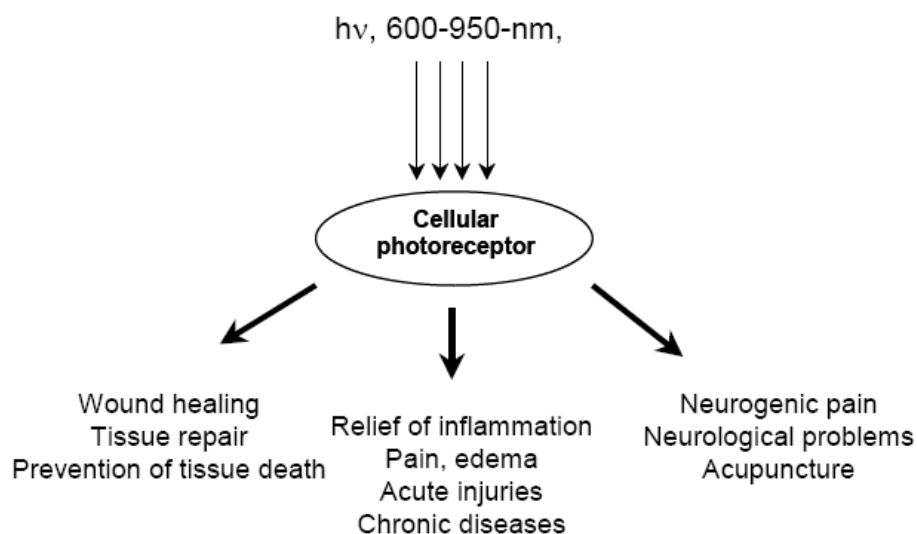 hν, 600-950-nm,
Cellular
photoreceptor
Wound healing
Tissue repair
Prevention of tissue death
Relief of inflammation
Pain, edema
Acute injuries
Chronic diseases
Neurogenic pain
Neurological problems
Acupuncture